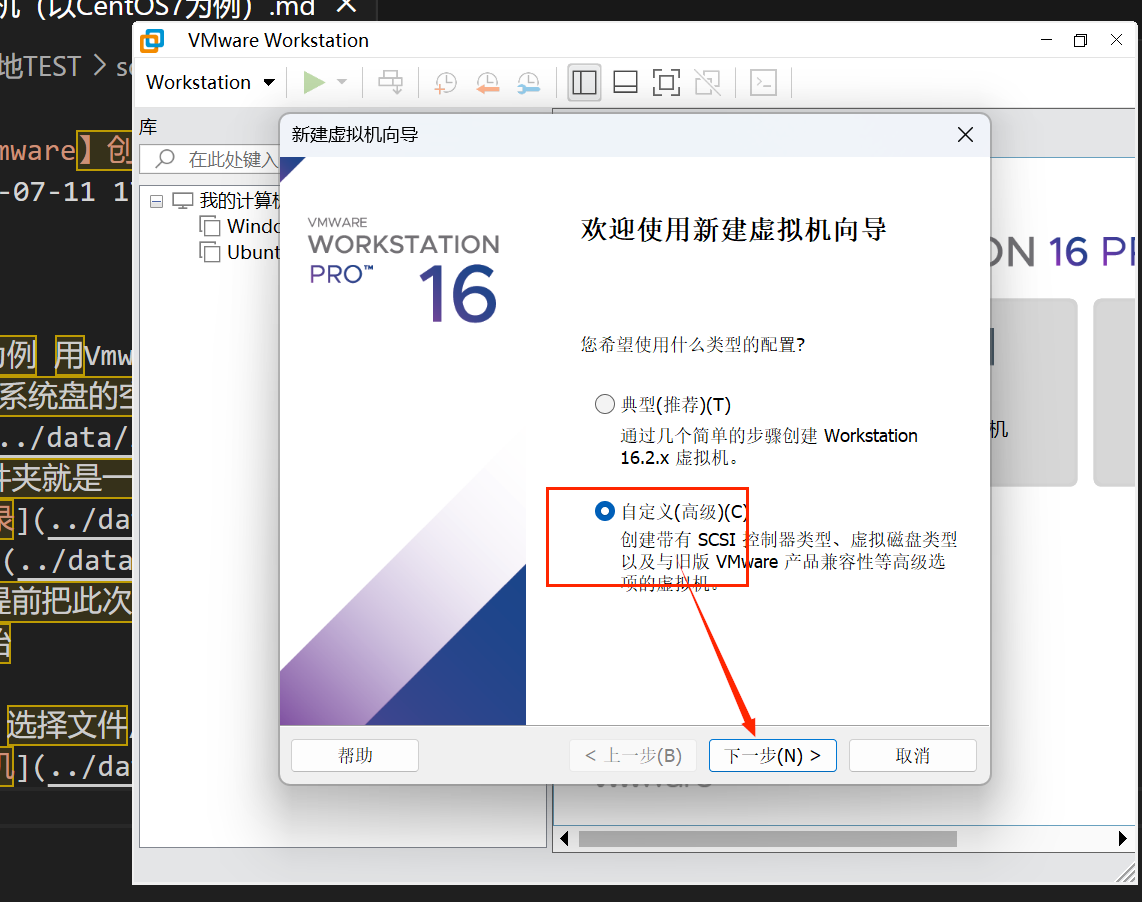 机（以CentOS7为例）.md ×
地TEST > sc
VMware Workstation
Workstation
mware】创
-07-11 1
库
在此处键入
我的计算机
Windo
Ubunt
新建虚拟机向导
VMWARE
WORKSTATION
PRO™ 16
欢迎使用新建虚拟机向导
ON 16 PR
您希望使用什么类型的配置?
典型(推荐)(T)
通过几个简单的步骤创建 Workstation
16.2.x 虚拟机。
机
自定义(高级)(C)
创建带有 SCSI 控制器类型、虚拟磁盘类型
以及与旧版 VMware 产品兼容性等高级选
项的虚拟机。
为例 用Vmw
系统盘的空
../data/
件夹就是一
录](../da
(../data
提前把此次
始
选择文件
机](../da
帮助
< 上一步(B)
下一步(N) >
取消